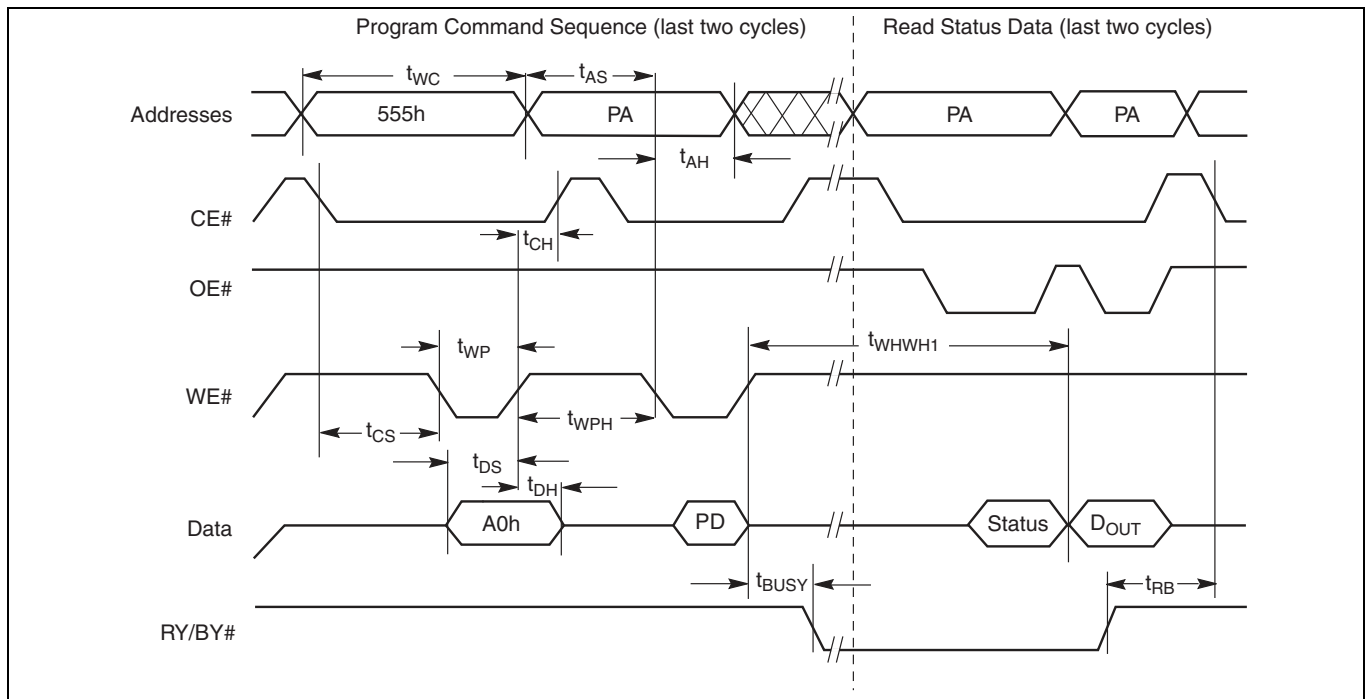 Program Command Sequence (last two cycles)
Read Status Data (last two cycles)
tWC
tAS
Addresses
555h
PA
PA
PA
tAH
CE#
tCH
OE#
tWP
tWHWH1
WE#
tCS
tWPH
tDS
tDH
Data
A0h
PD
Status
DOUT
tBUSY
tRB
RY/BY#